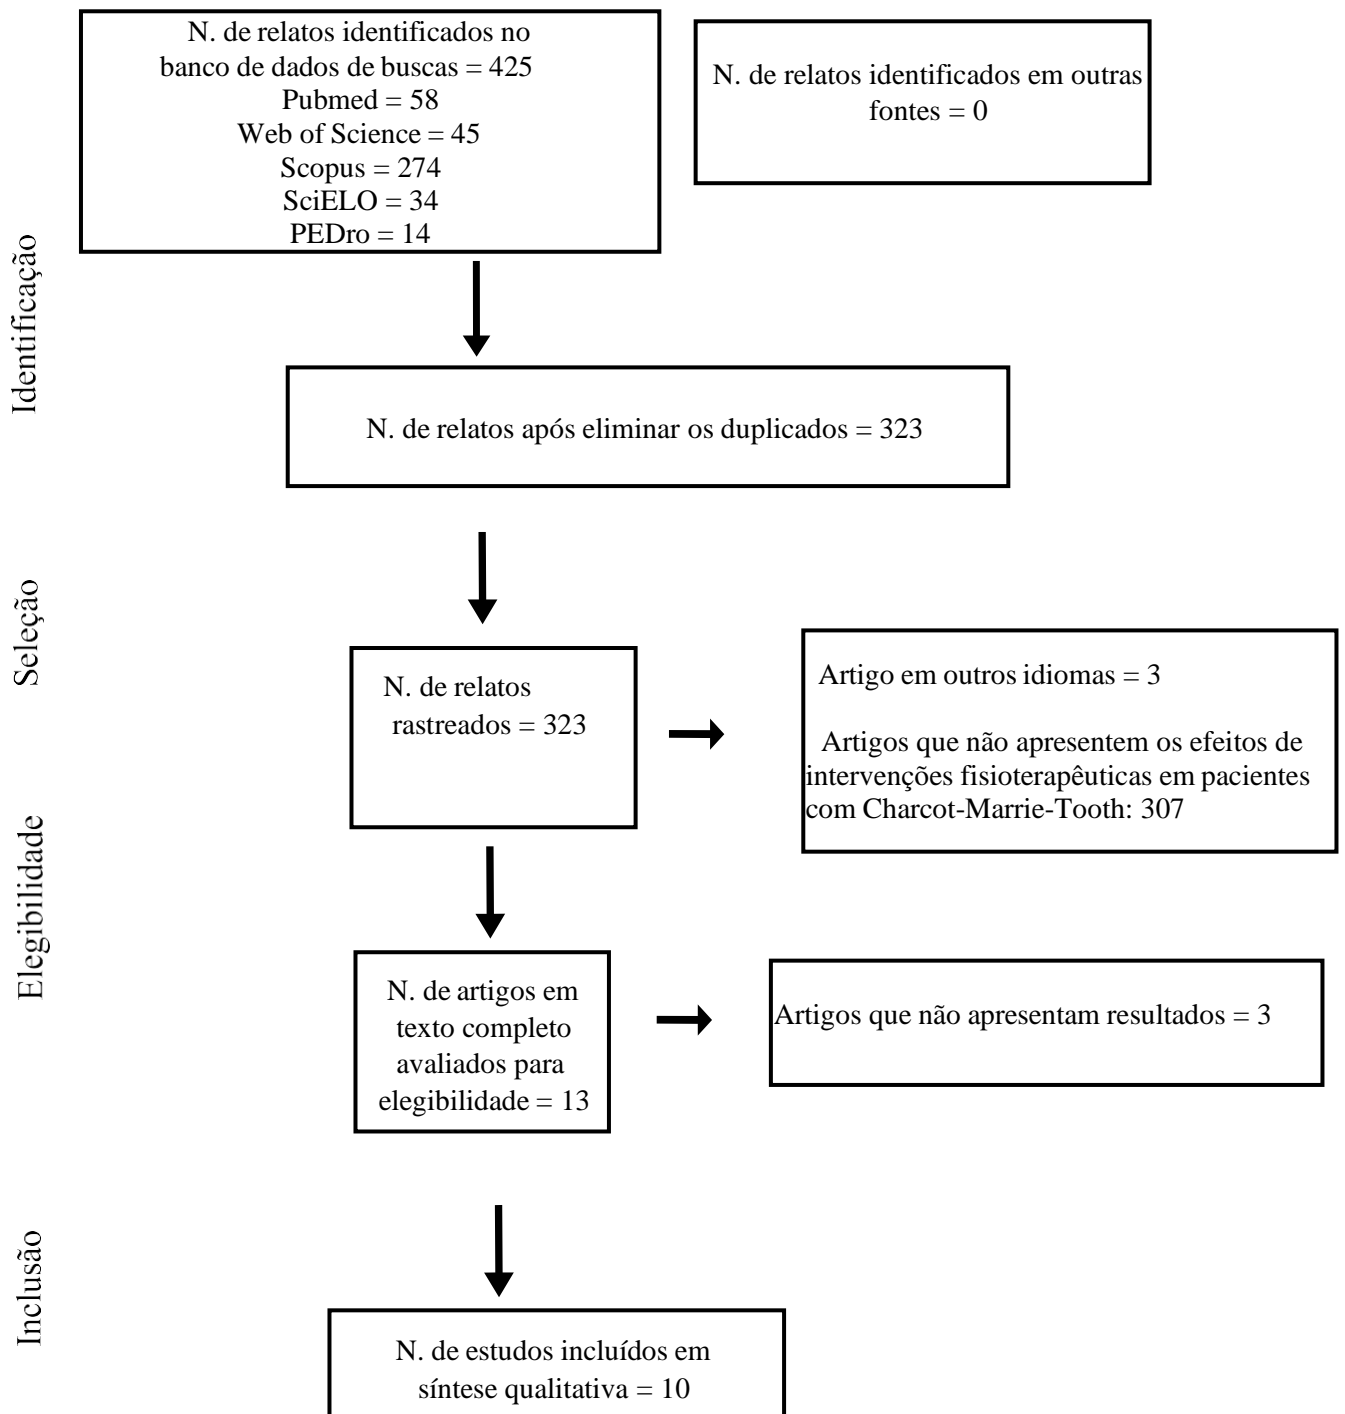 N. de relatos identificados no
banco de dados de buscas = 425
Pubmed = 58
Web of Science = 45
Scopus = 274
SciELO = 34
PEDro = 14
N. de relatos identificados em outras
fontes = 0
Identificação
N. de relatos após eliminar os duplicados = 323
Seleção
N. de relatos
rastreados = 323
Artigo em outros idiomas = 3
Artigos que não apresentem os efeitos de
intervenções fisioterapêuticas em pacientes
com Charcot-Marrie-Tooth: 307
Elegibilidade
N. de artigos em
texto completo
avaliados para
elegibilidade = 13
Artigos que não apresentam resultados = 3
Inclusão
N. de estudos incluídos em
síntese qualitativa = 10